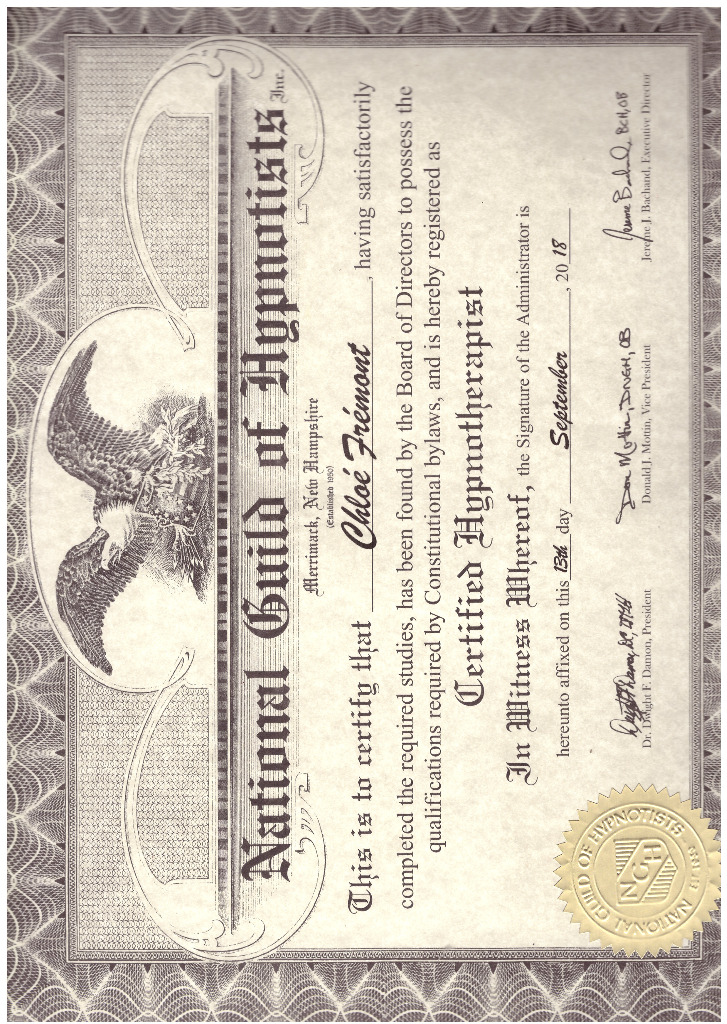 National Guild of Hypnotists Inc.
Merrimack, New Hampshire
(Established 1950)
This is to certify that Chloé Frémont, having satisfactorily
completed the required studies, has been found by the Board of Directors to possess the
qualifications required by Constitutional bylaws, and is hereby registered as
Certified Hypnotherapist
In Witness Whereof, the Signature of the Administrator is
hereunto affixed on this 13th day September, 2018
Dr. Dwight F. Damon, President
Donald J. Mottin, Vice President
Jereme J. Bachand, Executive Director
NATIONAL GUILD OF HYPNOTISTS
NGH